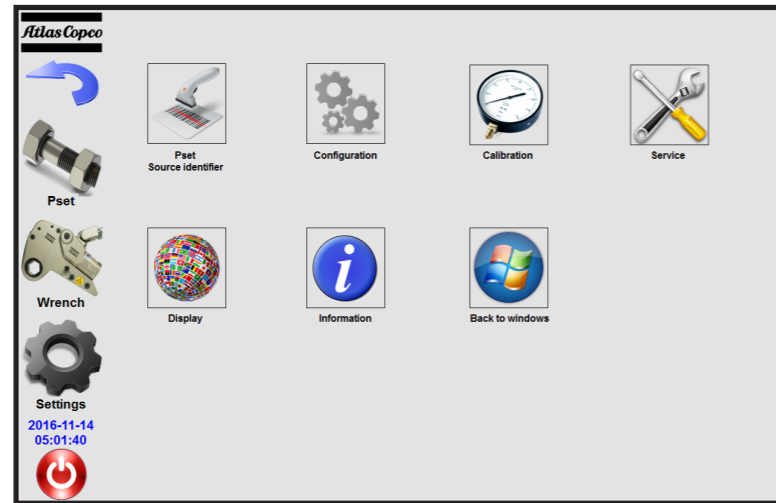 Atlas Copco
Pset
Source identifier
Configuration
Calibration
Service
Pset
Wrench
Display
Information
Back to windows
Settings
2016-11-14
05:01:40